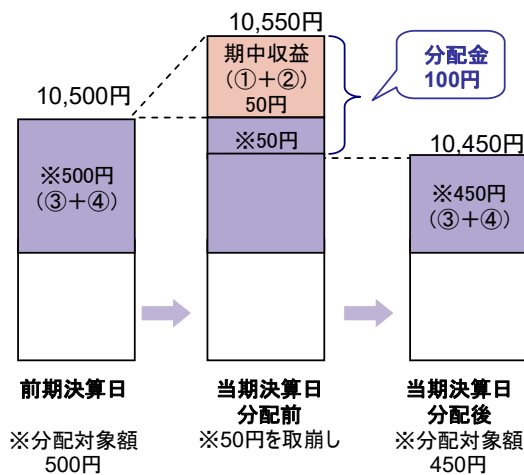 10,550円
期中収益
(①+②)
50円
分配金
100円
10,500円
※50円
10,450円
※500円
(③+④)
※450円
(③+④)
前期決算日
当期決算日
分配前
当期決算日
分配後
※分配対象額
500円
※50円を取崩し
※分配対象額
450円